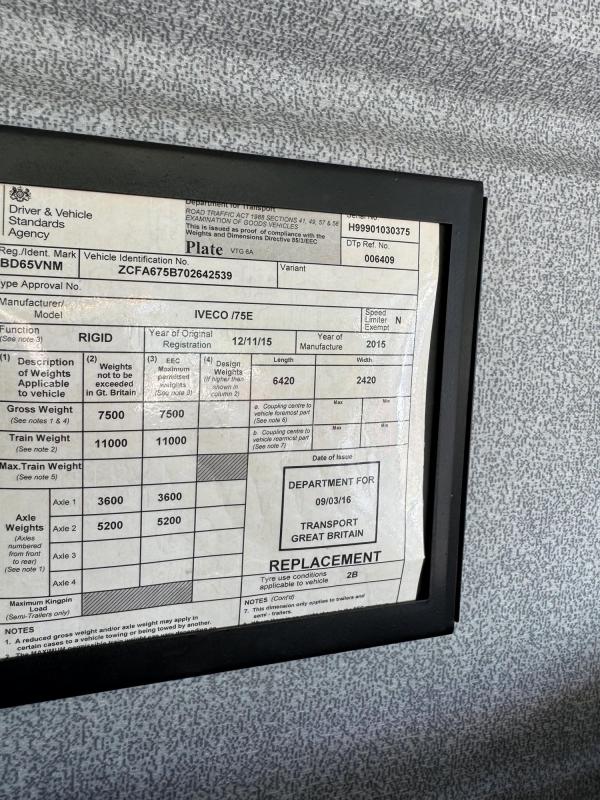 Driver & Vehicle
Standards
Agency
Department for Transport
ROAD TRAFFIC ACT 1988 SECTIONS 41, 49, 57 & 58
EXAMINATION OF GOODS VEHICLES
This is issued as proof of compliance with the
Weights and Dimensions Directive 85/3/EEC
Plate VTG 6A
Serial No.
H99901030375
DTp Ref. No.
006409
Reg./Ident. Mark
BD65VNM
Vehicle Identification No.
ZCFA675B702642539
Variant
Type Approval No.
Manufacturer/
Model
IVECO /75E
Speed
Limiter N
Exempt
Function
(See note 3)
RIGID
Year of Original
Registration 12/11/15
Year of
Manufacture 2015
(1) Description
of Weights
Applicable
to vehicle
(2) Weights
not to be
exceeded
in Gt. Britain
(3) EEC
Maximum
permitted
weights
(See note 8)
(4) Design
Weights
(if higher than
shown in
column 2)
Length
6420
Width
2420
Gross Weight
(See notes 1 & 4)
7500 7500
a. Coupling centre to
vehicle foremost part
(See note 6)
Max Min
Train Weight
(See note 2)
11000 11000
b. Coupling centre to
vehicle rearmost part
(See note 7)
Max Min
Max.Train Weight
(See note 5)
Axle
Weights
(Axles
numbered
from front
to rear)
(See note 1)
Axle 1 3600 3600
Axle 2 5200 5200
Axle 3
Axle 4
Maximum Kingpin
Load
(Semi-Trailers only)
Date of Issue
DEPARTMENT FOR
09/03/16
TRANSPORT
GREAT BRITAIN
REPLACEMENT
Tyre use conditions
applicable to vehicle 2B
NOTES
1. A reduced gross weight and/or axle weight may apply in
certain cases to a vehicle towing or being towed by another.
NOTES (Cont'd)
7. This dimension only applies to trailers and
semi - trailers.